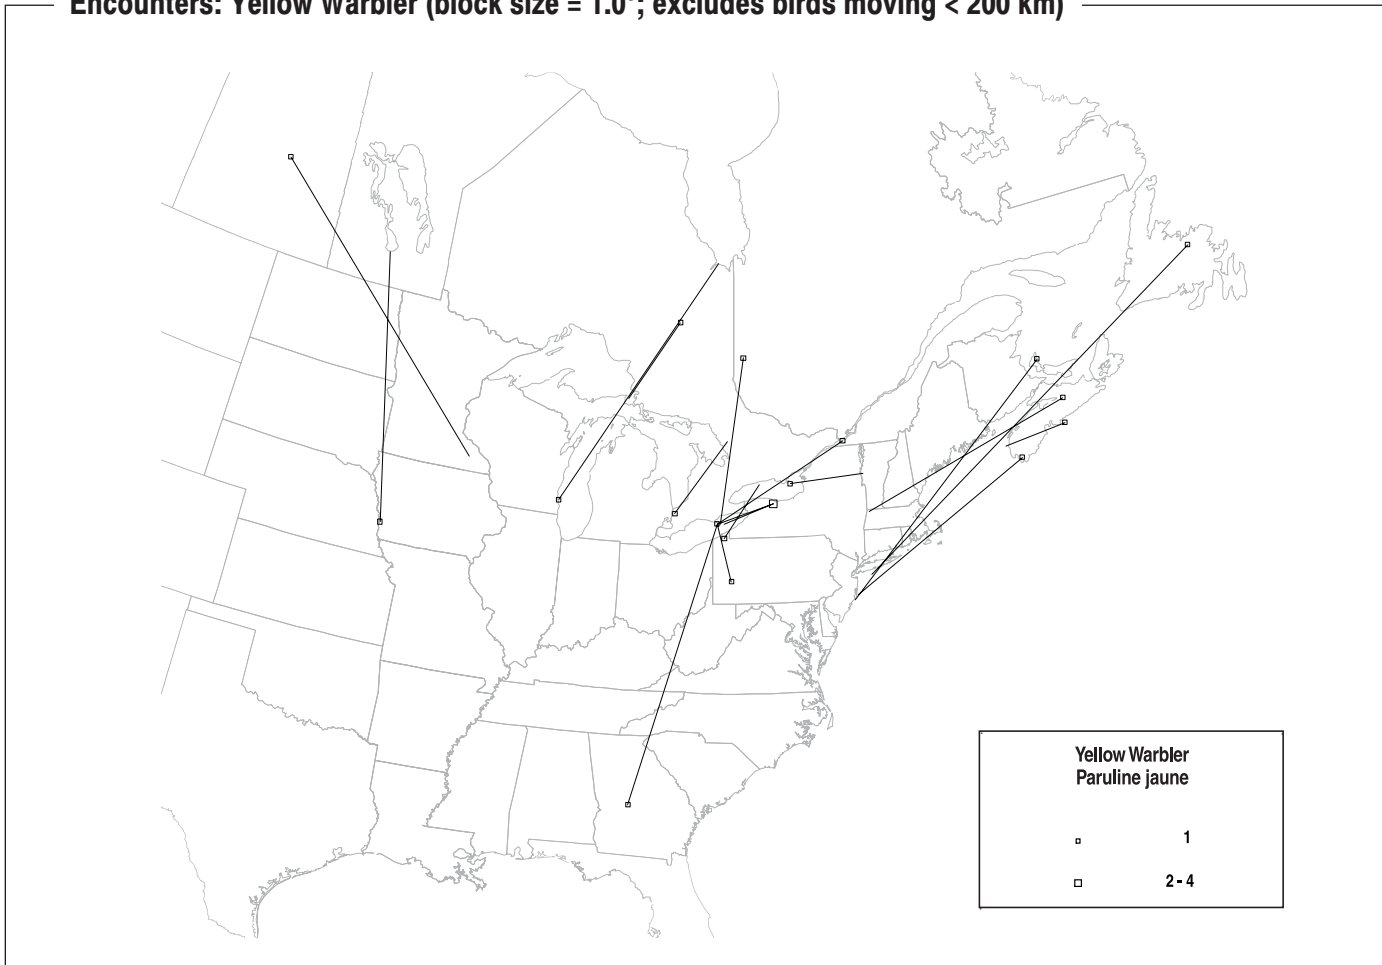 Encounters: Yellow Warbler (block size = 1.0°; excludes birds moving < 200 km)
Yellow Warbler
Paruline jaune
1
2 - 4